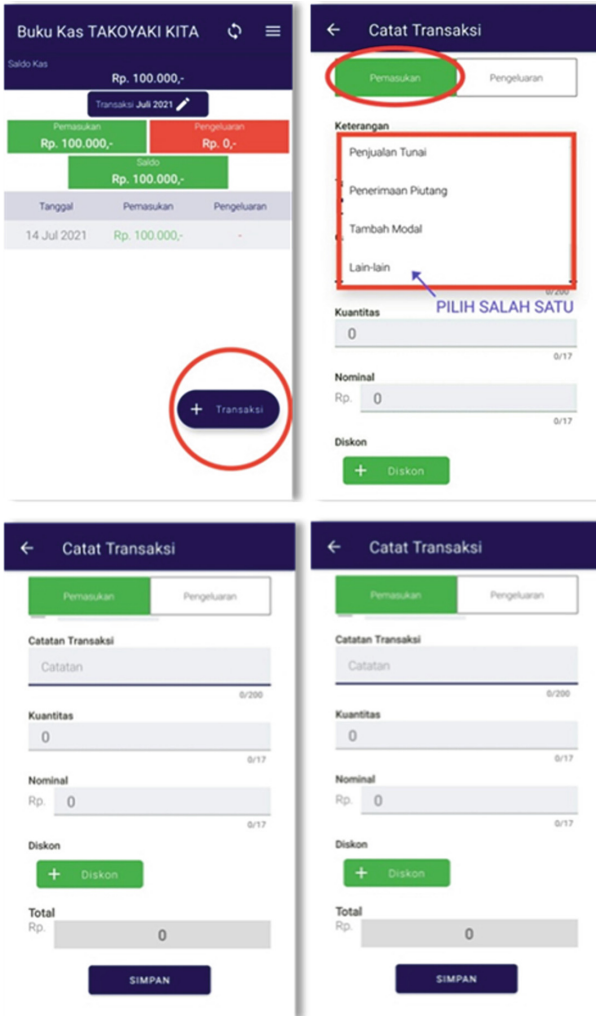 Buku Kas TAKOYAKI KITA
Saldo Kas
Rp. 100.000,-
Transaksi Juli 2021
Pemasukan
Rp. 100.000,-
Pengeluaran
Rp. 0,-
Saldo
Rp. 100.000,-
Tanggal Pemasukan Pengeluaran
14 Jul 2021 Rp. 100.000,- -
+ Transaksi
Catat Transaksi
Pemasukan Pengeluaran
Keterangan
Penjualan Tunai
Penerimaan Piutang
Tambah Modal
Lain-lain
0/200
PILIH SALAH SATU
Kuantitas
0
0/17
Nominal
Rp. 0
0/17
Diskon
+ Diskon
Catat Transaksi
Pemasukan Pengeluaran
Catatan Transaksi
Catatan
0/200
Kuantitas
0
0/17
Nominal
Rp. 0
0/17
Diskon
+ Diskon
Total
Rp. 0
SIMPAN
Catat Transaksi
Pemasukan Pengeluaran
Catatan Transaksi
Catatan
0/200
Kuantitas
0
0/17
Nominal
Rp. 0
0/17
Diskon
+ Diskon
Total
Rp. 0
SIMPAN